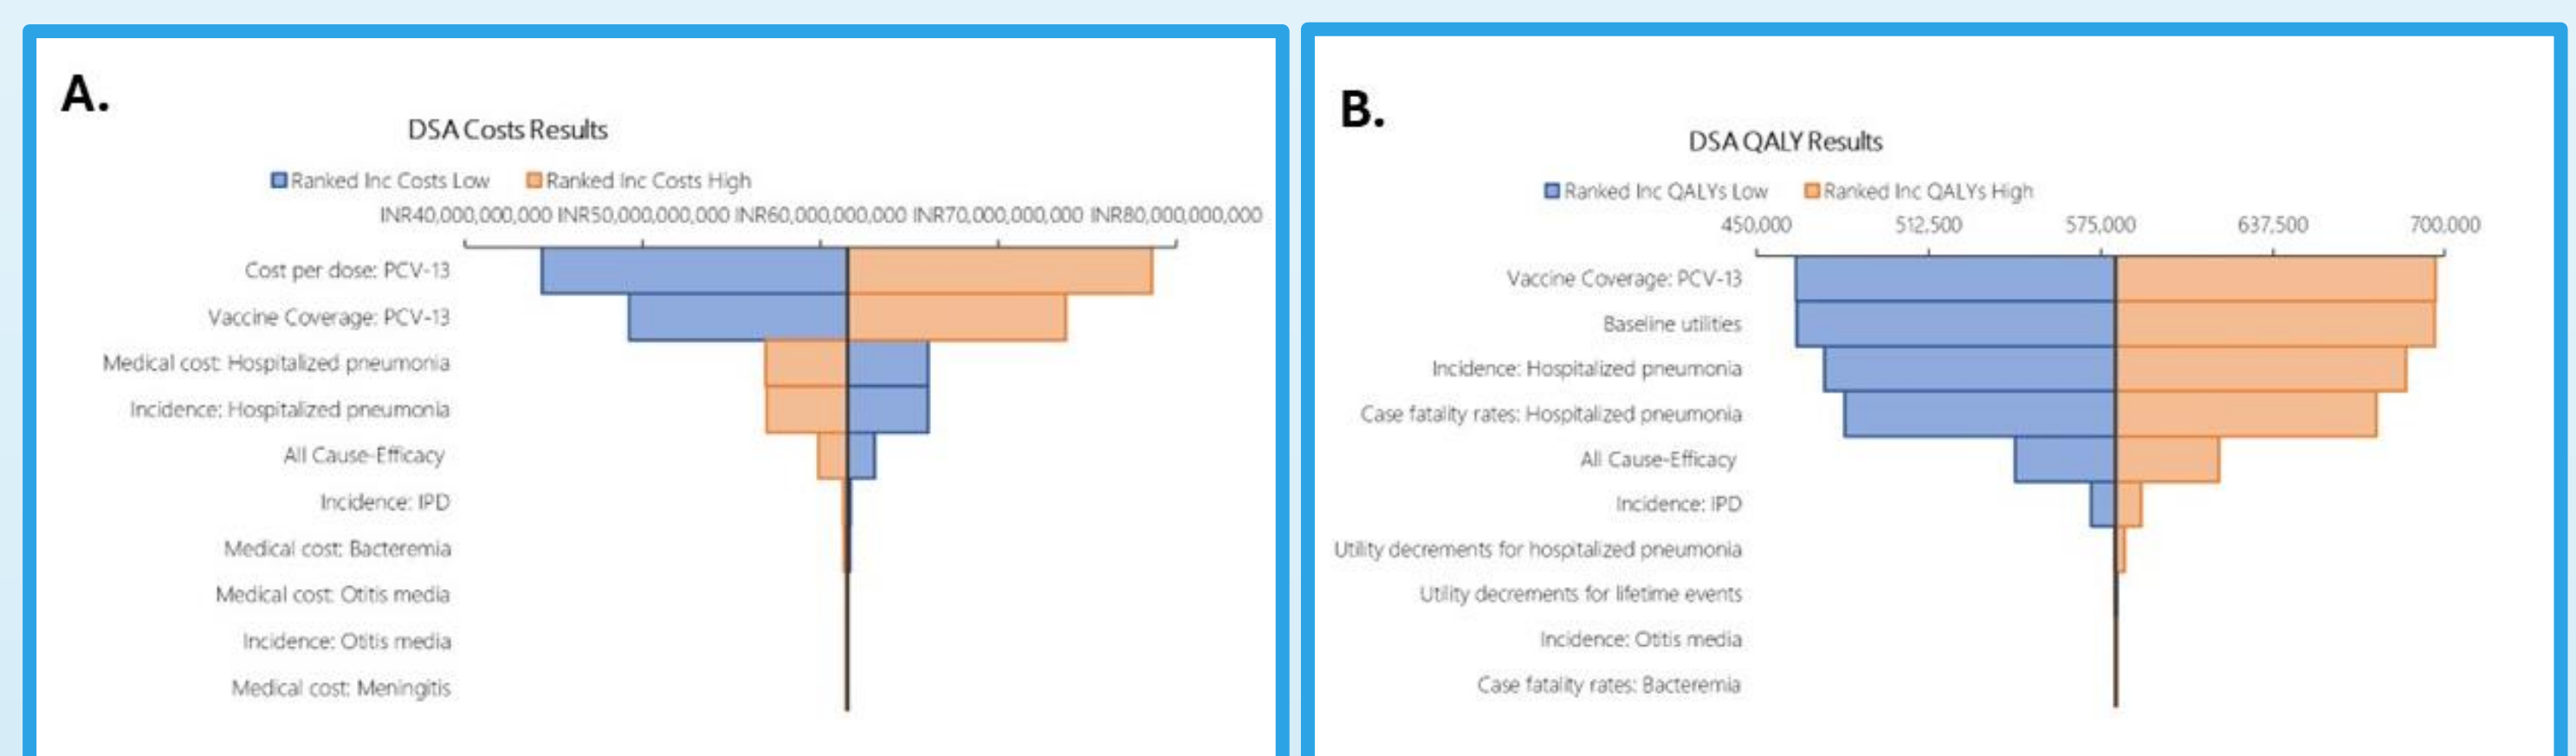 A.
DSA Costs Results
Ranked Inc Costs Low Ranked Inc Costs High
INR40,000,000,000 INR50,000,000,000 INR60,000,000,000 INR70,000,000,000 INR80,000,000,000
Cost per dose: PCV-13
Vaccine Coverage: PCV-13
Medical cost: Hospitalized pneumonia
Incidence: Hospitalized pneumonia
All Cause-Efficacy
Incidence: IPD
Medical cost: Bacteremia
Medical cost: Otitis media
Incidence: Otitis media
Medical cost: Meningitis
B.
DSA QALY Results
Ranked Inc QALYs Low Ranked Inc QALYs High
450,000 512,500 575,000 637,500 700,000
Vaccine Coverage: PCV-13
Baseline utilities
Incidence: Hospitalized pneumonia
Case fatality rates: Hospitalized pneumonia
All Cause-Efficacy
Incidence: IPD
Utility decrements for hospitalized pneumonia
Utility decrements for lifetime events
Incidence: Otitis media
Case fatality rates: Bacteremia